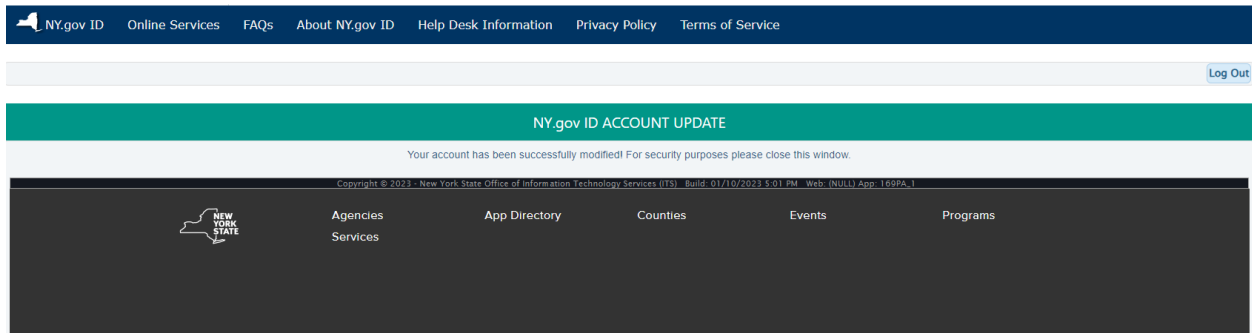 NY.gov ID Online Services FAQs About NY.gov ID Help Desk Information Privacy Policy Terms of Service
Log Out
NY.gov ID ACCOUNT UPDATE
Your account has been successfully modified! For security purposes please close this window.
Copyright © 2023 - New York State Office of Information Technology Services (ITS) Build: 01/10/2023 5:01 PM Web: (NULL) App: 169PA_1
NEW
YORK
STATE
Agencies App Directory Counties Events Programs
Services